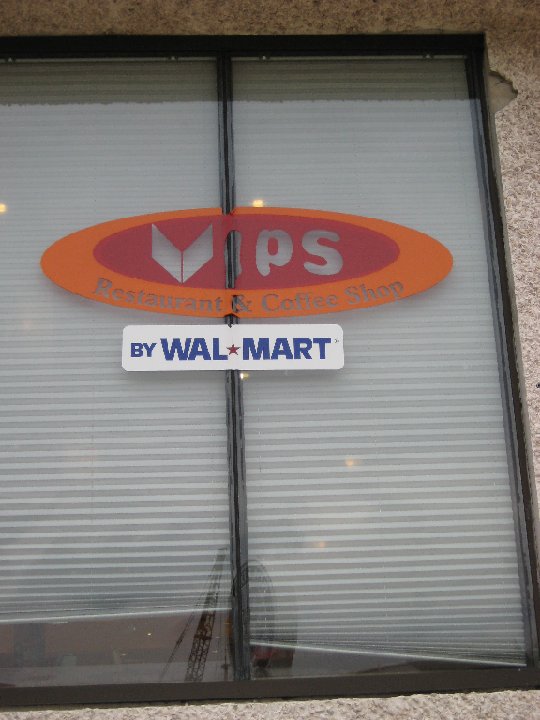 Vips
Restaurant & Coffee Shop
BY WAL★MART